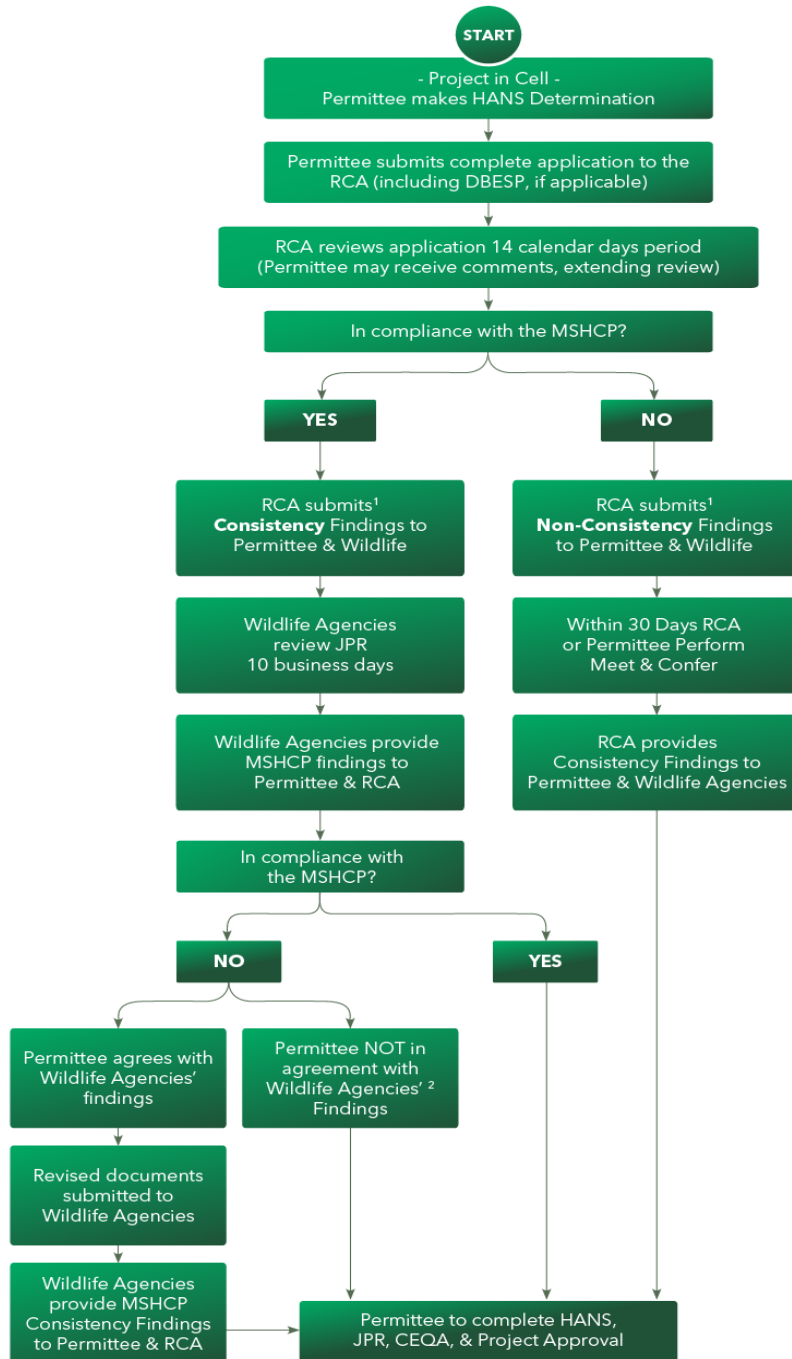 START
- Project in Cell -
Permittee makes HANS Determination
Permittee submits complete application to the
RCA (including DBESP, if applicable)
RCA reviews application 14 calendar days period
(Permittee may receive comments, extending review)
In compliance with the MSHCP?
YES
NO
RCA submits¹
Consistency Findings to
Permittee & Wildlife
RCA submits¹
Non-Consistency Findings
to Permittee & Wildlife
Wildlife Agencies
review JPR
10 business days
Within 30 Days RCA
or Permittee Perform
Meet & Confer
Wildlife Agencies provide
MSHCP findings to
Permittee & RCA
RCA provides
Consistency Findings to
Permittee & Wildlife Agencies
In compliance with
the MSHCP?
NO
YES
Permittee agrees with
Wildlife Agencies’
findings
Permittee NOT in
agreement with
Wildlife Agencies’ ²
Findings
Revised documents
submitted to
Wildlife Agencies
Wildlife Agencies
provide MSHCP
Consistency Findings
to Permittee & RCA
Permittee to complete HANS,
JPR, CEQA, & Project Approval